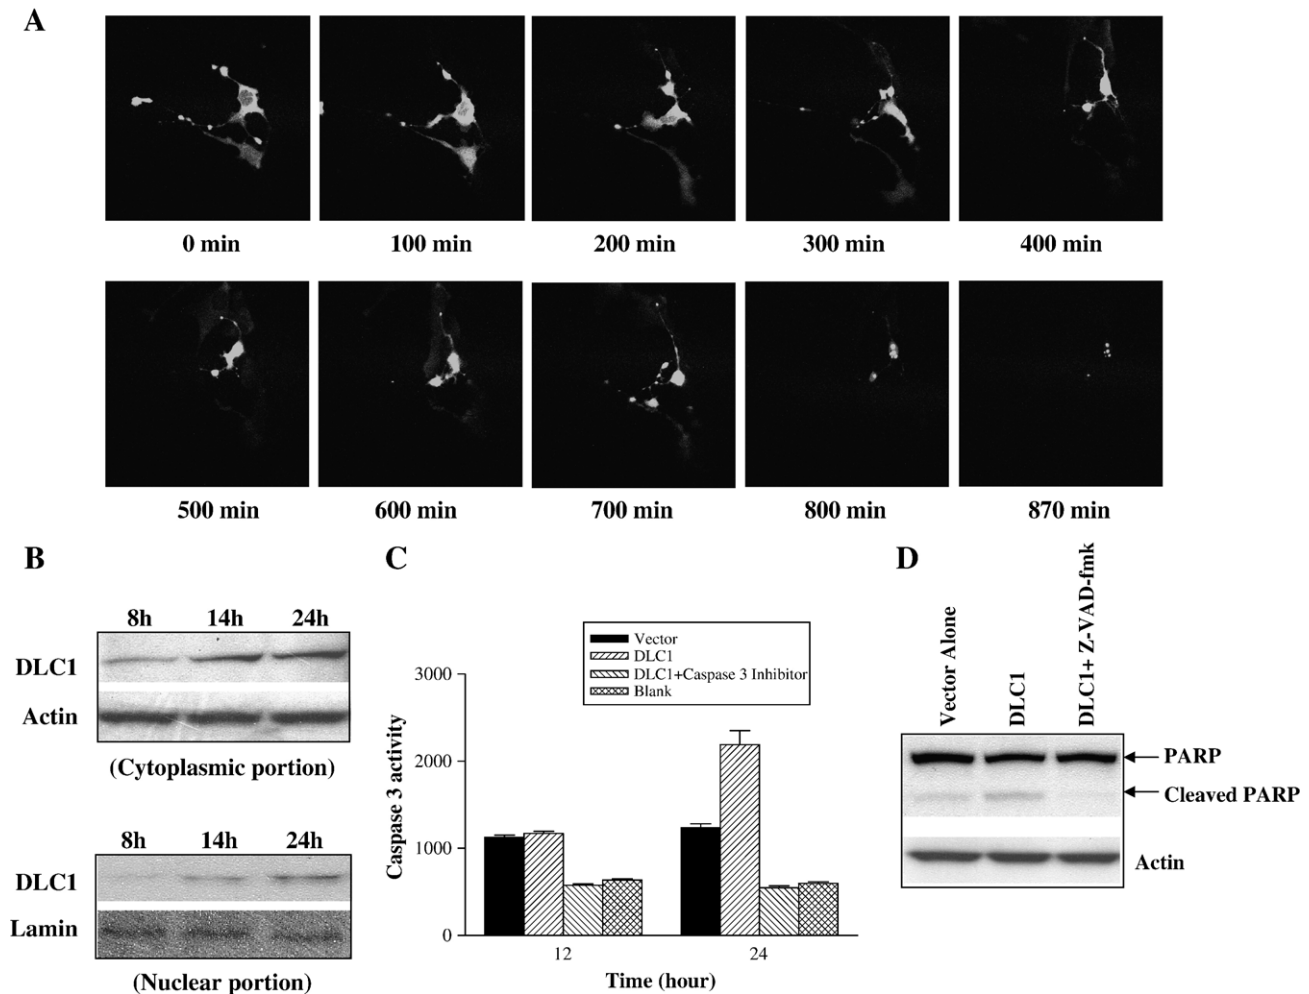 A
0 min
100 min
200 min
300 min
400 min
500 min
600 min
700 min
800 min
870 min
B
8h 14h 24h
DLC1
Actin
(Cytoplasmic portion)
8h 14h 24h
DLC1
Lamin
(Nuclear portion)
C
Vector
DLC1
DLC1+Caspase 3 Inhibitor
Blank
Caspase 3 activity
3000
2000
1000
0
12
24
Time (hour)
D
Vector Alone
DLC1
DLC1+ Z-VAD-fmk
PARP
Cleaved PARP
Actin